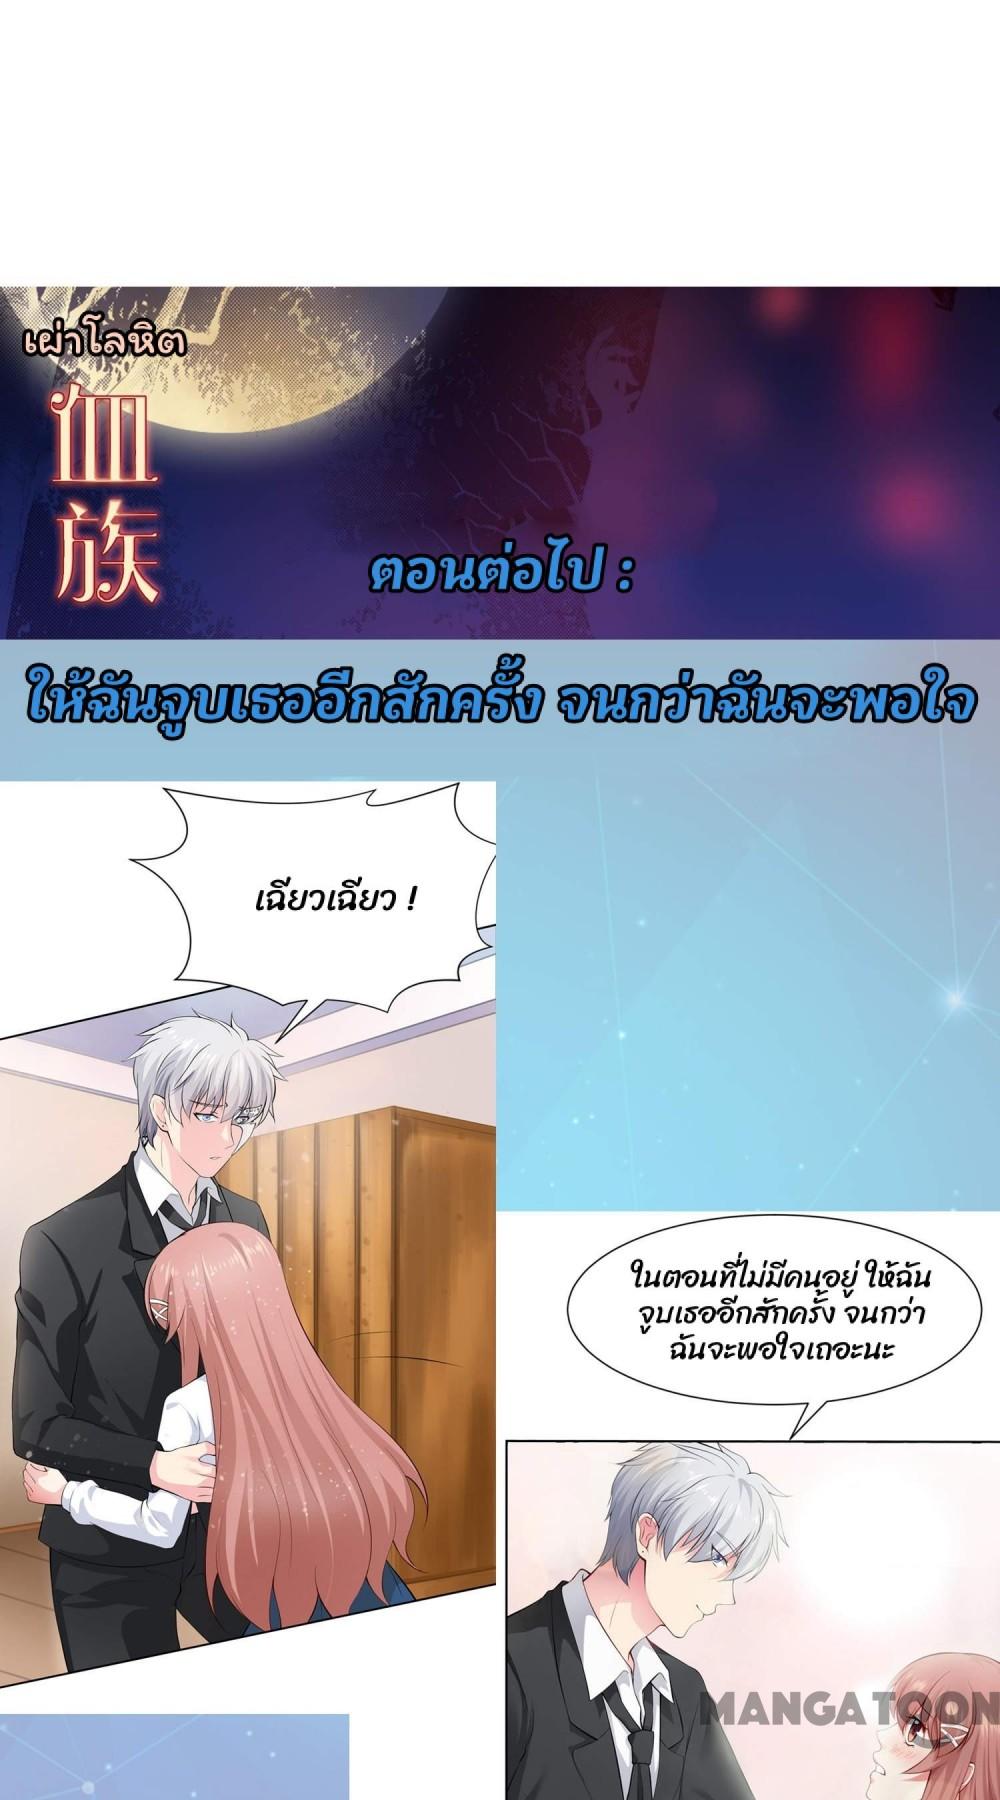 เผ่าโลหิต
血
族
ตอนต่อไป :
ให้ฉันจูบเธออีกสักครั้ง จนกว่าฉันจะพอใจ
เฉียวเฉียว !
ในตอนที่ไม่มีคนอยู่ ให้ฉัน
จูบเธออีกสักครั้ง จนกว่า
ฉันจะพอใจเถอะนะ
MANGATOON